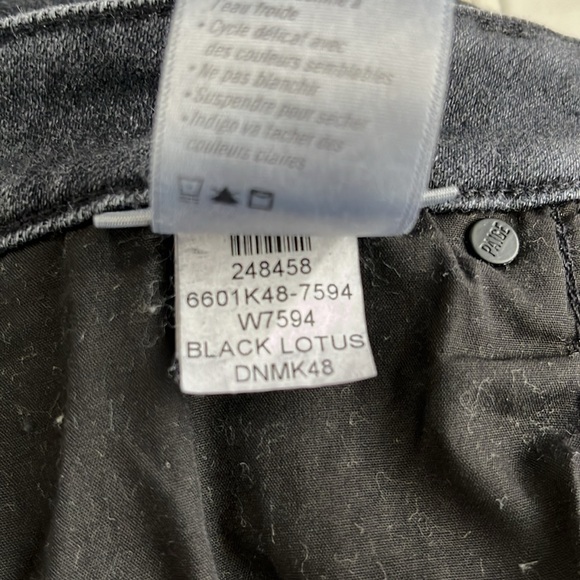 l'eau froide
• Cycle délicat avec
des couleurs semblables
• Ne pas blanchir
• Suspendre pour sécher
• Indigo va tacher des
couleurs claires
PAIGE
248458
6601K48-7594
W7594
BLACK LOTUS
DNMK48